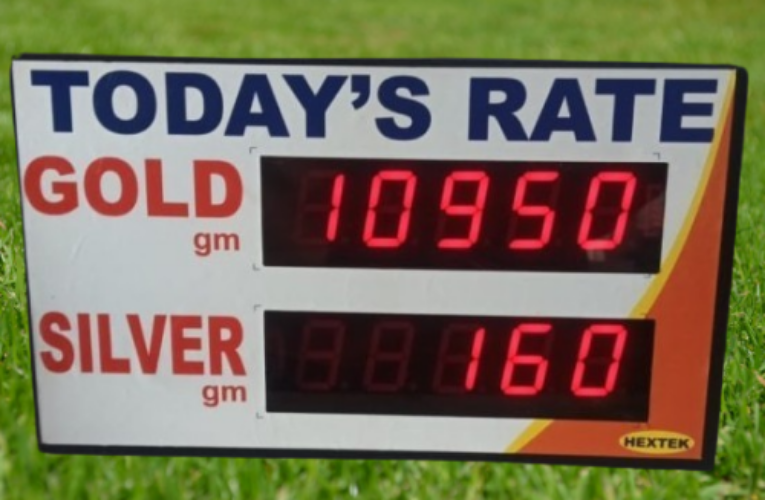 TODAY'S RATE
GOLD 10950
gm
SILVER 160
gm
HEXTEK